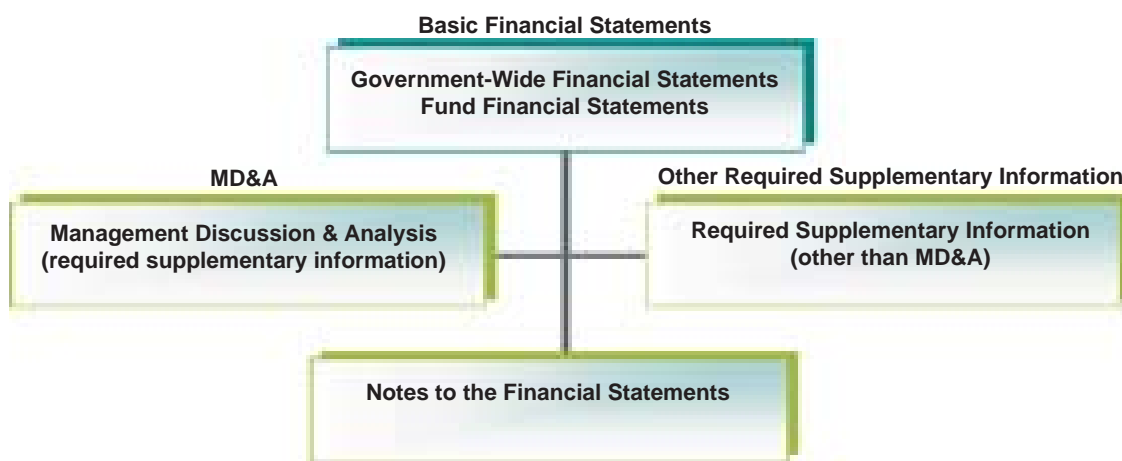 Basic Financial Statements
Government-Wide Financial Statements
Fund Financial Statements
MD&A
Management Discussion & Analysis
(required supplementary information)
Other Required Supplementary Information
Required Supplementary Information
(other than MD&A)
Notes to the Financial Statements